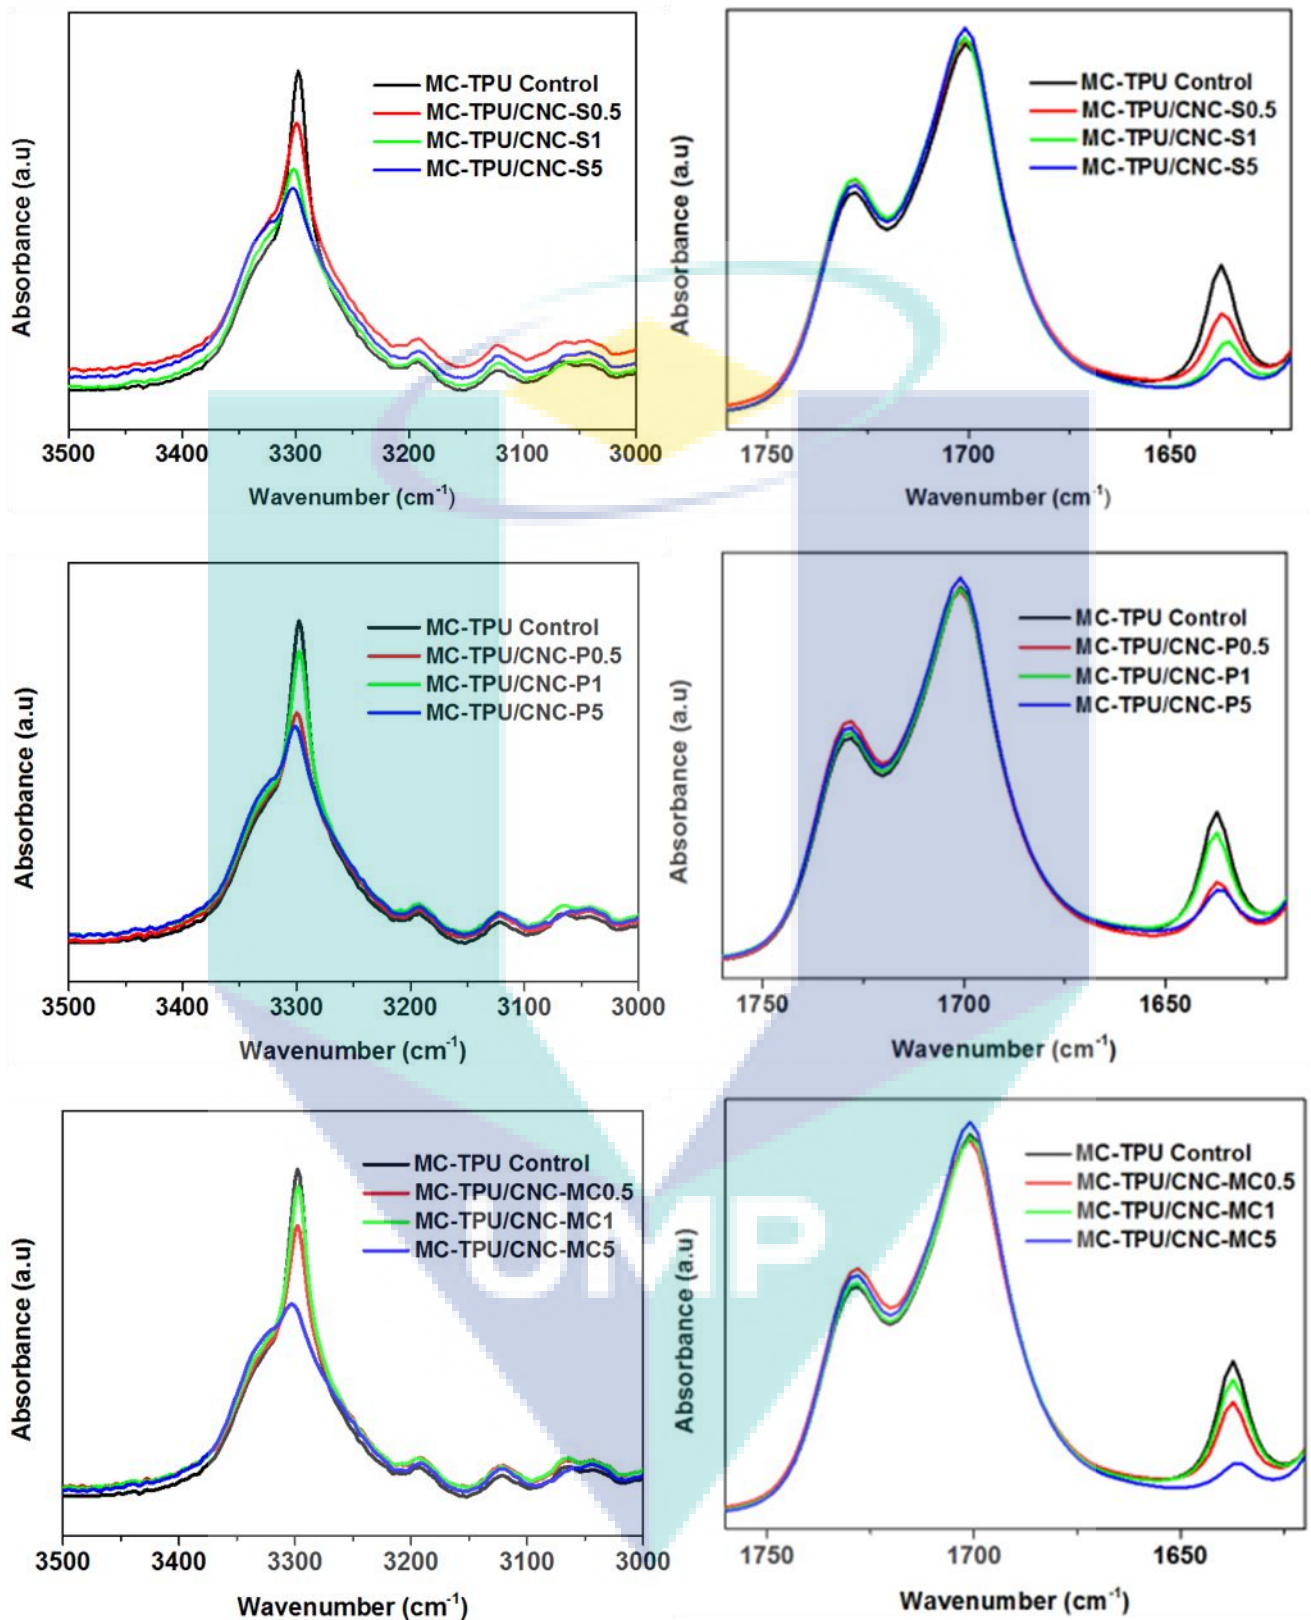 Absorbance (a.u)
MC-TPU Control
MC-TPU/CNC-S0.5
MC-TPU/CNC-S1
MC-TPU/CNC-S5
3500 3400 3300 3200 3100 3000
Wavenumber (cm⁻¹)
Absorbance (a.u)
MC-TPU Control
MC-TPU/CNC-S0.5
MC-TPU/CNC-S1
MC-TPU/CNC-S5
1750 1700 1650
Wavenumber (cm⁻¹)
Absorbance (a.u)
MC-TPU Control
MC-TPU/CNC-P0.5
MC-TPU/CNC-P1
MC-TPU/CNC-P5
3500 3400 3300 3200 3100 3000
Wavenumber (cm⁻¹)
Absorbance (a.u)
MC-TPU Control
MC-TPU/CNC-P0.5
MC-TPU/CNC-P1
MC-TPU/CNC-P5
1750 1700 1650
Wavenumber (cm⁻¹)
Absorbance (a.u)
MC-TPU Control
MC-TPU/CNC-MC0.5
MC-TPU/CNC-MC1
MC-TPU/CNC-MC5
3500 3400 3300 3200 3100 3000
Wavenumber (cm⁻¹)
Absorbance (a.u)
MC-TPU Control
MC-TPU/CNC-MC0.5
MC-TPU/CNC-MC1
MC-TPU/CNC-MC5
1750 1700 1650
Wavenumber (cm⁻¹)
UMP